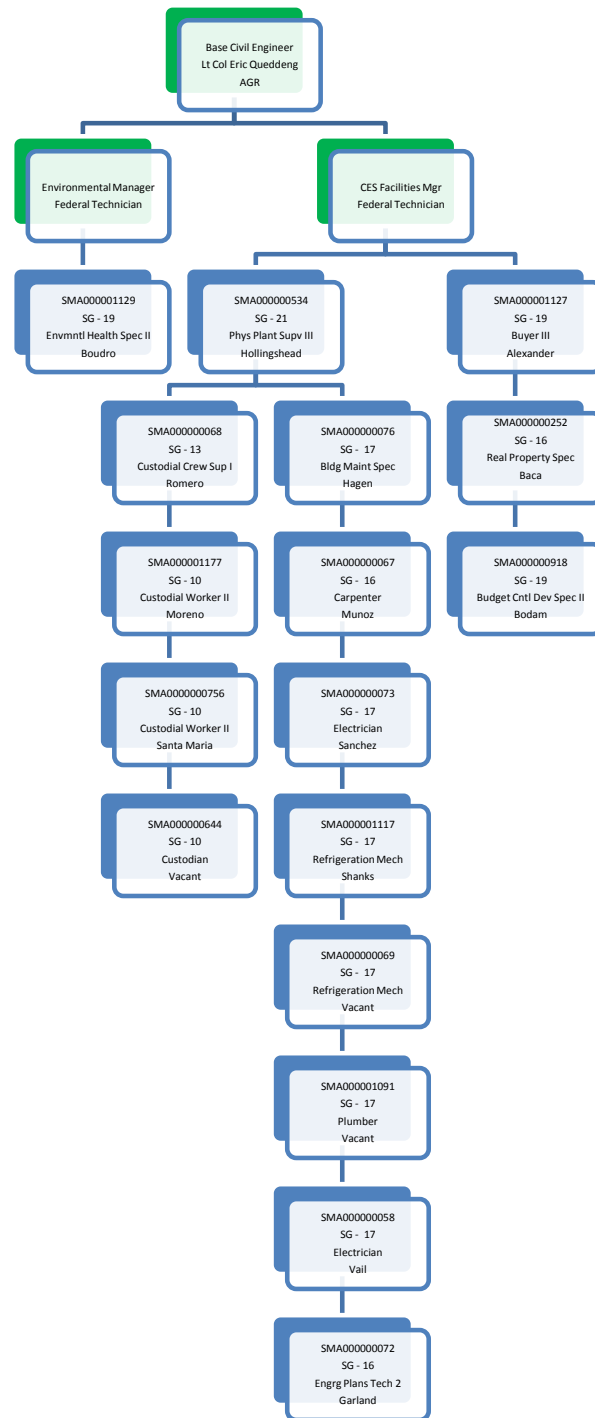 Base Civil Engineer
Lt Col Eric Queddeng
AGR
Environmental Manager
Federal Technician
CES Facilities Mgr
Federal Technician
SMA000001129
SG - 19
Envmntl Health Spec II
Boudro
SMA000000534
SG - 21
Phys Plant Supv III
Hollingshead
SMA000001127
SG - 19
Buyer III
Alexander
SMA000000068
SG - 13
Custodial Crew Sup I
Romero
SMA000000076
SG - 17
Bldg Maint Spec
Hagen
SMA000000252
SG - 16
Real Property Spec
Baca
SMA000001177
SG - 10
Custodial Worker II
Moreno
SMA000000067
SG - 16
Carpenter
Munoz
SMA000000918
SG - 19
Budget Cntl Dev Spec II
Bodam
SMA0000000756
SG - 10
Custodial Worker II
Santa Maria
SMA000000073
SG - 17
Electrician
Sanchez
SMA000000644
SG - 10
Custodian
Vacant
SMA000001117
SG - 17
Refrigeration Mech
Shanks
SMA000000069
SG - 17
Refrigeration Mech
Vacant
SMA000001091
SG - 17
Plumber
Vacant
SMA000000058
SG - 17
Electrician
Vail
SMA000000072
SG - 16
Engrg Plans Tech 2
Garland